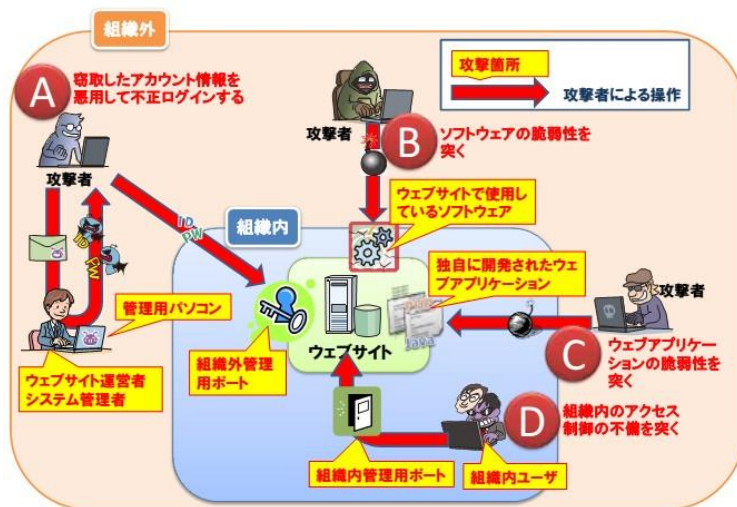 組織外
A
窃取したアカウント情報を
悪用して不正ログインする
攻撃者
攻撃者
B
ソフトウェアの脆弱性を
突く
攻撃箇所
攻撃者による操作
ID
PW
ID
PW
組織内
ウェブサイトで使用し
ているソフトウェア
独自に開発されたウェ
ブアプリケーション
攻撃者
管理用パソコン
ウェブサイト
Java
C
ウェブアプリケー
ションの脆弱性を
突く
組織外管理
用ポート
ウェブサイト運営者
システム管理者
D
組織内のアクセス
制御の不備を突く
組織内管理用ポート
組織内ユーザ